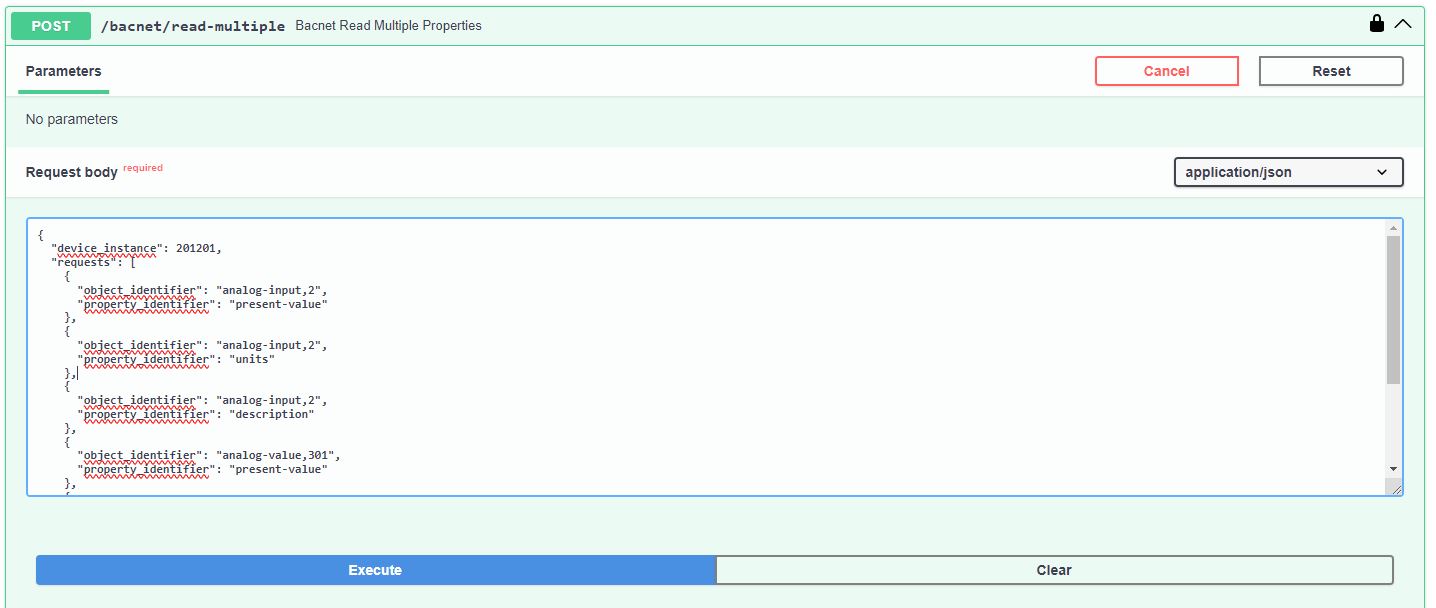 POST /bacnet/read-multiple Bacnet Read Multiple Properties
Parameters
Cancel
Reset
No parameters
Request body required
application/json
{
  "device_instance": 201201,
  "requests": [
    {
      "object_identifier": "analog-input,2",
      "property_identifier": "present-value"
    },
    {
      "object_identifier": "analog-input,2",
      "property_identifier": "units"
    },
    {
      "object_identifier": "analog-input,2",
      "property_identifier": "description"
    },
    {
      "object_identifier": "analog-value,301",
      "property_identifier": "present-value"
    },
Execute
Clear